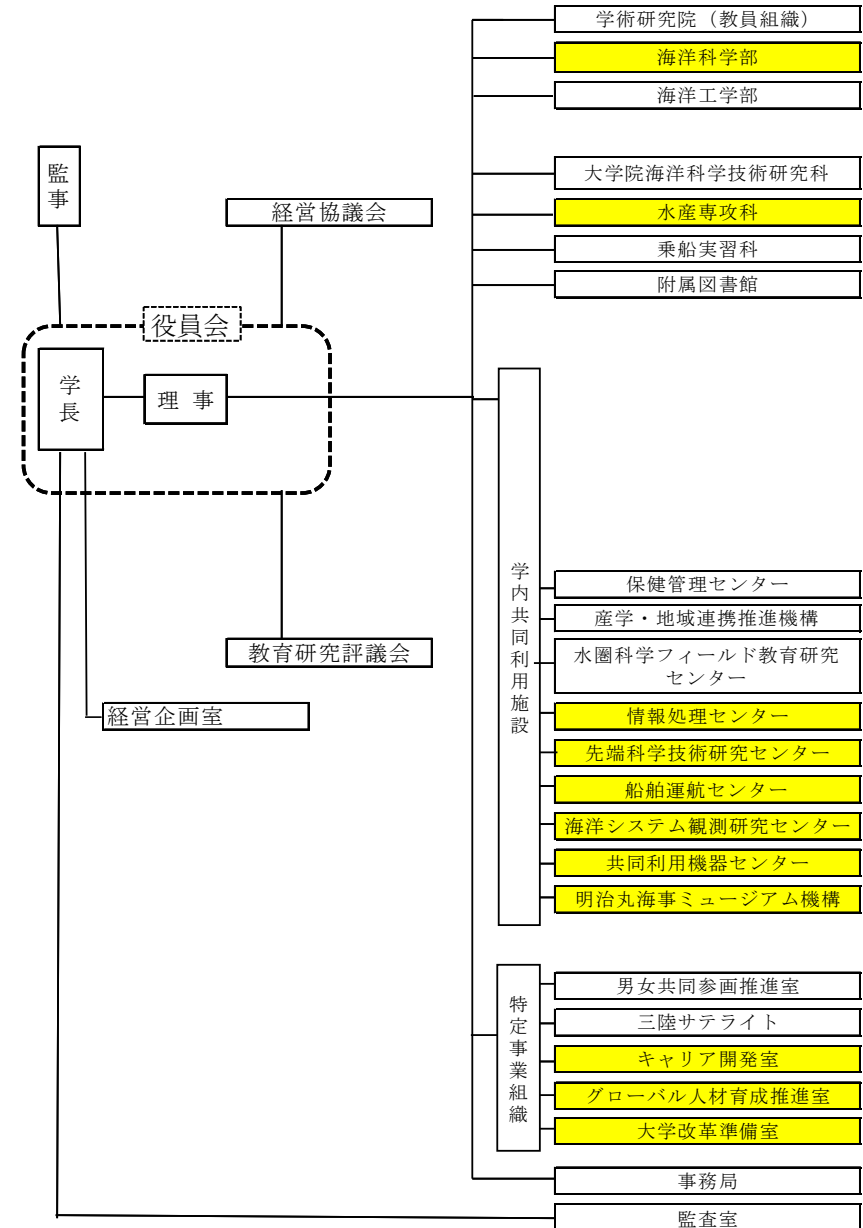 学術研究院（教員組織）
海洋科学部
海洋工学部
監事
経営協議会
大学院海洋科学技術研究科
水産専攻科
乗船実習科
附属図書館
役員会
学長
理 事
学内共同利用施設
保健管理センター
産学・地域連携推進機構
水圏科学フィールド教育研究
センター
情報処理センター
先端科学技術研究センター
船舶運航センター
海洋システム観測研究センター
共同利用機器センター
明治丸海事ミュージアム機構
教育研究評議会
経営企画室
特定事業組織
男女共同参画推進室
三陸サテライト
キャリア開発室
グローバル人材育成推進室
大学改革準備室
事務局
監査室